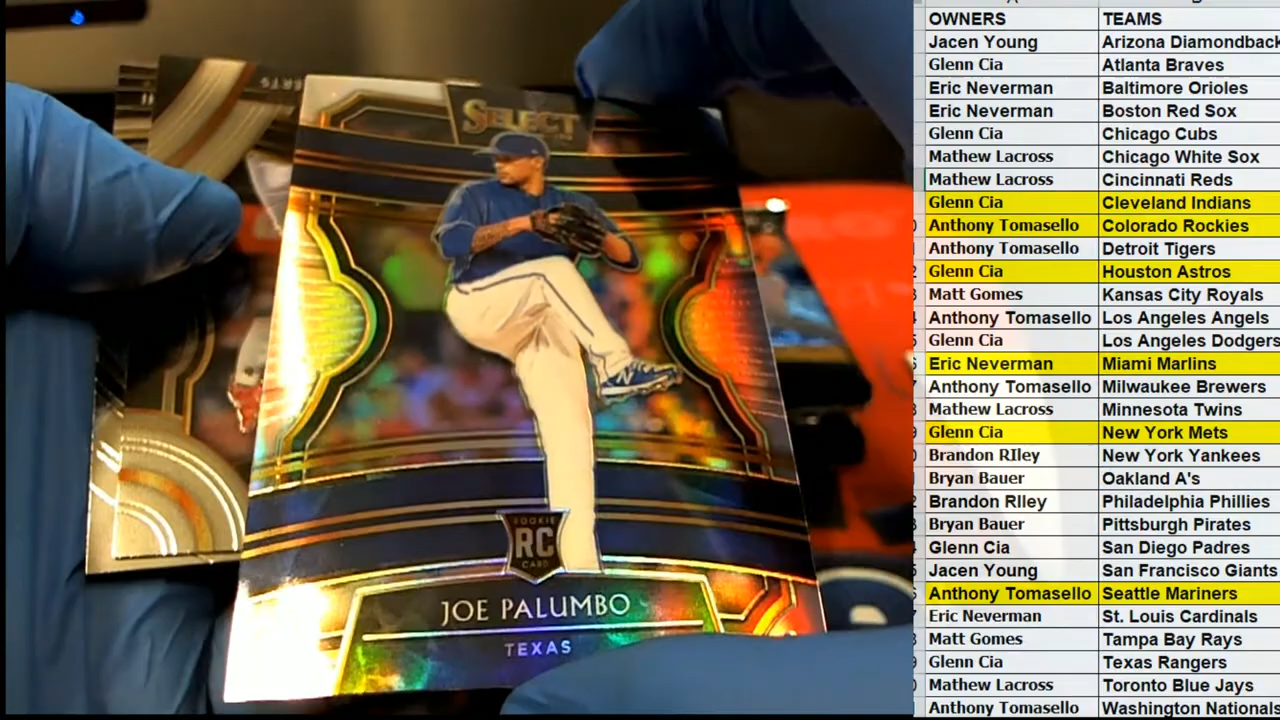 SELECT
ROOKIE
RC
CARD
JOE PALUMBO
TEXAS
OWNERS TEAMS
Jacen Young Arizona Diamondback
Glenn Cia Atlanta Braves
Eric Neverman Baltimore Orioles
Eric Neverman Boston Red Sox
Glenn Cia Chicago Cubs
Mathew Lacross Chicago White Sox
Mathew Lacross Cincinnati Reds
Glenn Cia Cleveland Indians
Anthony Tomasello Colorado Rockies
Anthony Tomasello Detroit Tigers
Glenn Cia Houston Astros
Matt Gomes Kansas City Royals
Anthony Tomasello Los Angeles Angels
Glenn Cia Los Angeles Dodgers
Eric Neverman Miami Marlins
Anthony Tomasello Milwaukee Brewers
Mathew Lacross Minnesota Twins
Glenn Cia New York Mets
Brandon RIley New York Yankees
Bryan Bauer Oakland A's
Brandon RIley Philadelphia Phillies
Bryan Bauer Pittsburgh Pirates
Glenn Cia San Diego Padres
Jacen Young San Francisco Giants
Anthony Tomasello Seattle Mariners
Eric Neverman St. Louis Cardinals
Matt Gomes Tampa Bay Rays
Glenn Cia Texas Rangers
Mathew Lacross Toronto Blue Jays
Anthony Tomasello Washington Nationals